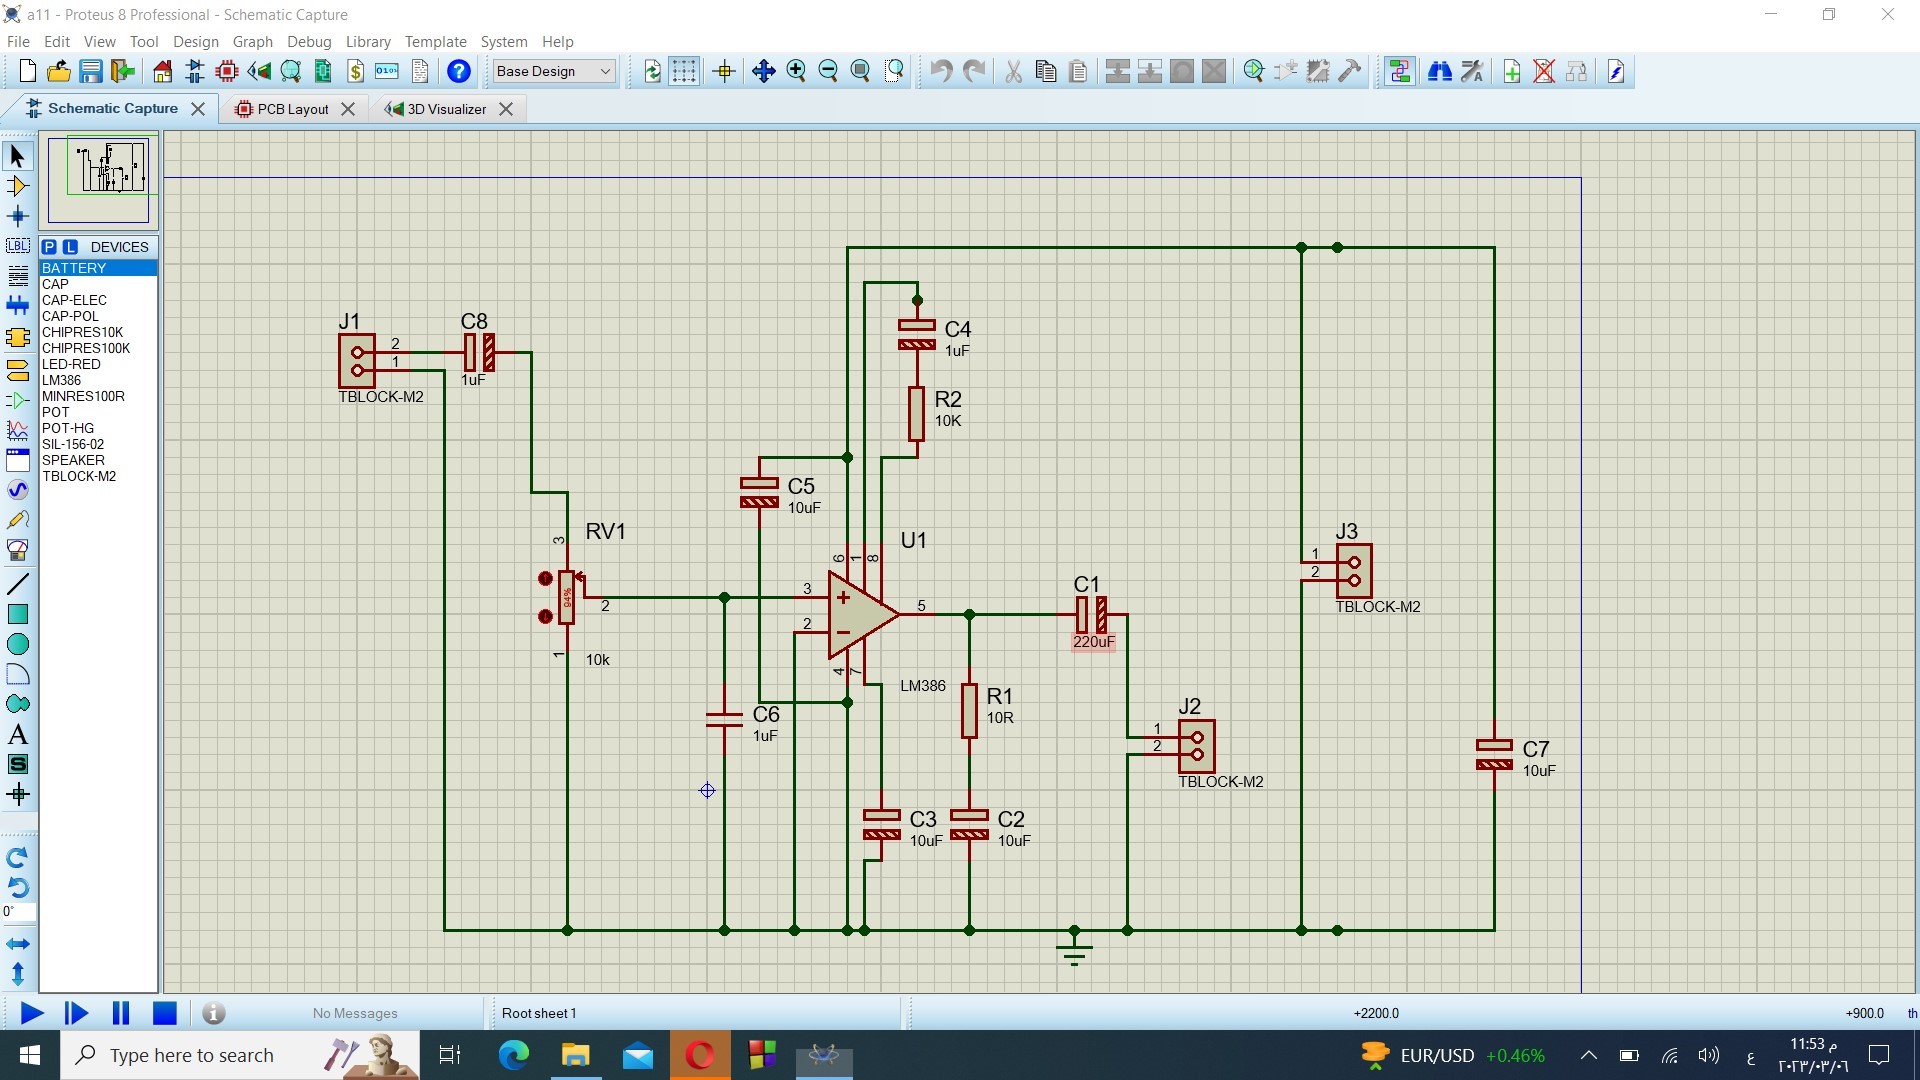 a11 - Proteus 8 Professional - Schematic Capture
File Edit View Tool Design Graph Debug Library Template System Help
Base Design
Schematic Capture
PCB Layout
3D Visualizer
LBL
P L DEVICES
BATTERY
CAP
CAP-ELEC
CAP-POL
CHIPRES10K
CHIPRES100K
LED-RED
LM386
MINRES100R
POT
POT-HG
SIL-156-02
SPEAKER
TBLOCK-M2
A
S
0°
J1
2
1
TBLOCK-M2
C8
1uF
C4
1uF
R2
10K
C5
10uF
RV1
3
94%
2
1
10k
U1
6
1
8
3
2
5
4
7
LM386
C6
1uF
C1
220uF
R1
10R
J2
1
2
TBLOCK-M2
J3
1
2
TBLOCK-M2
C7
10uF
C3
10uF
C2
10uF
No Messages
Root sheet 1
+2200.0
+900.0
th
Type here to search
EUR/USD +0.46%
ع
11:53 م
٢٠٢٣/٠٣/٠٦